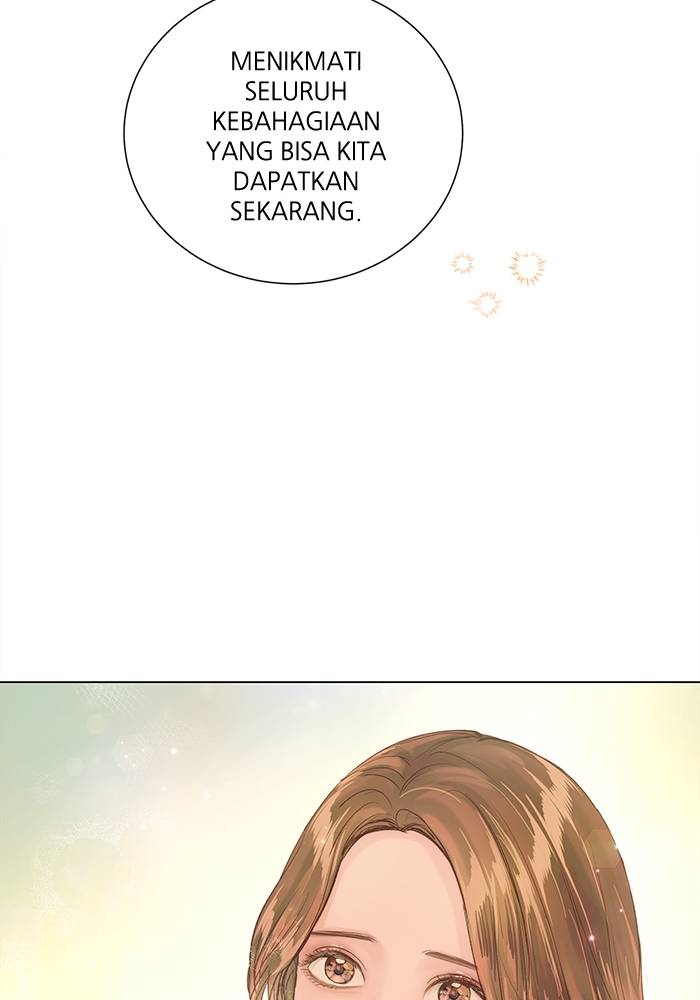 MENIKMATI
SELURUH
KEBAHAGIAAN
YANG BISA KITA
DAPATKAN
SEKARANG.